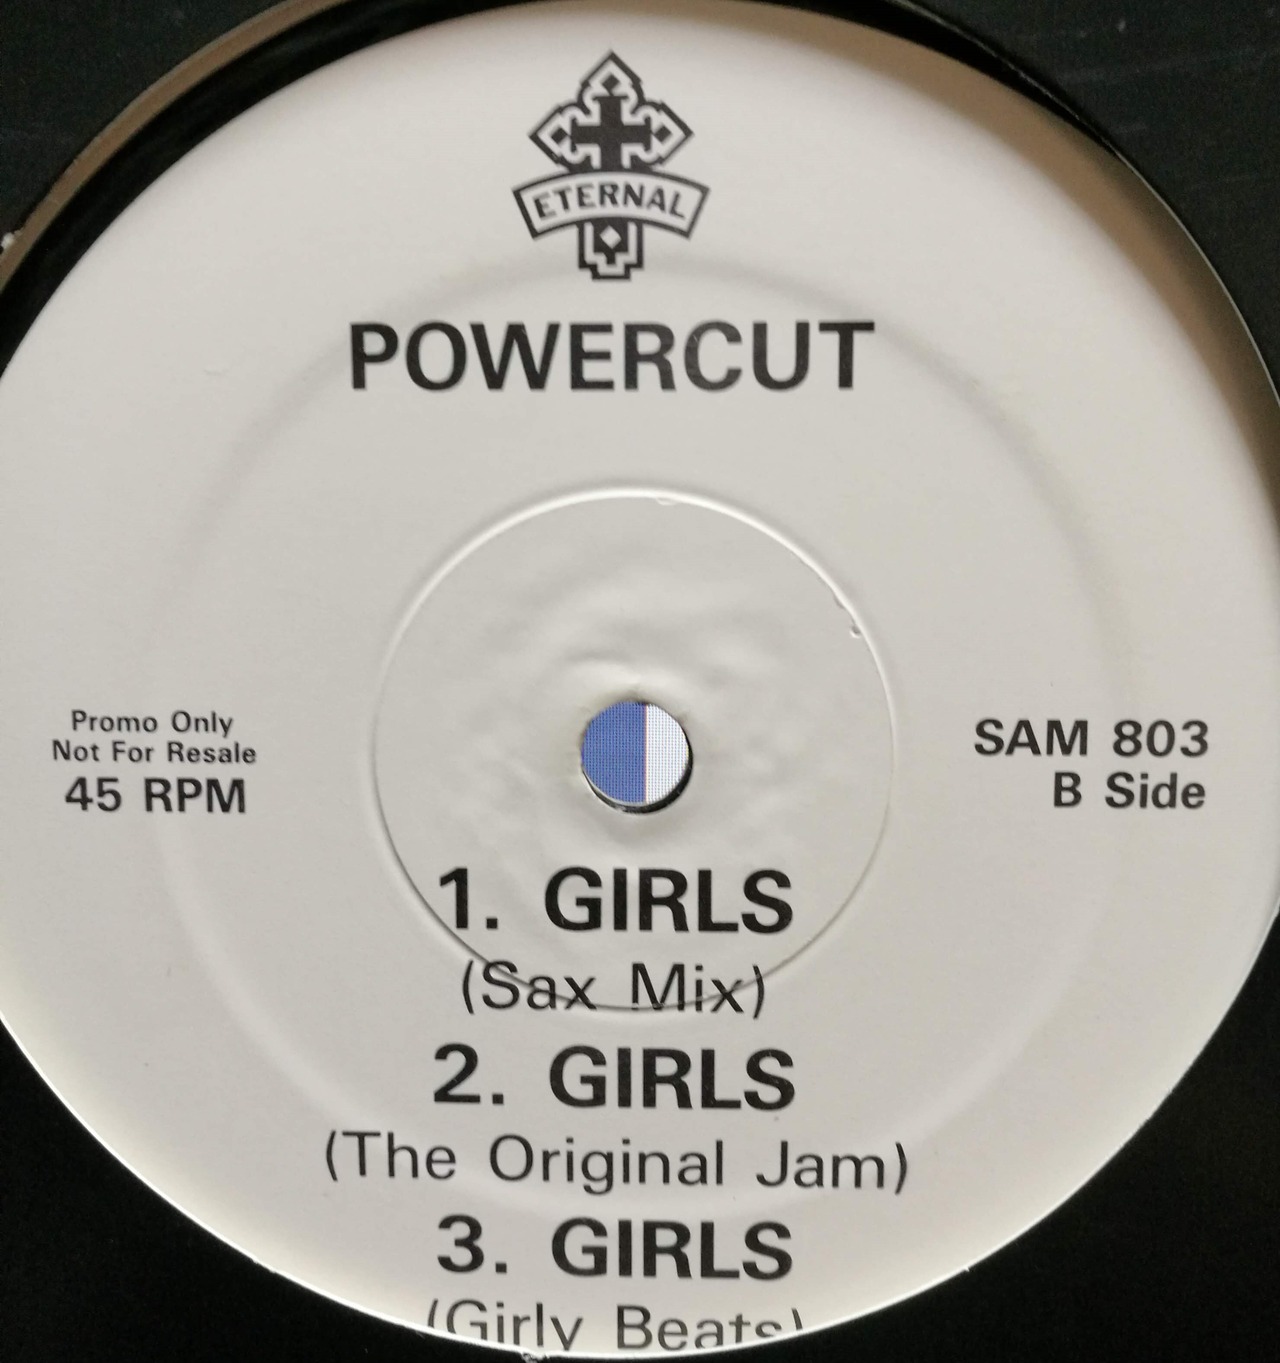 ETERNAL
POWERCUT
Promo Only
Not For Resale
45 RPM
SAM 803
B Side
1. GIRLS
(Sax Mix)
2. GIRLS
(The Original Jam)
3. GIRLS
(Girly Beats)